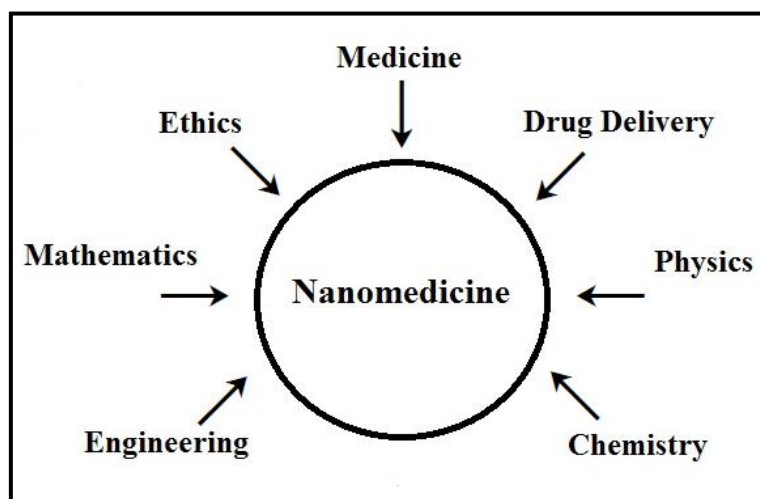 Medicine
Ethics
Drug Delivery
Mathematics
Physics
Nanomedicine
Engineering
Chemistry